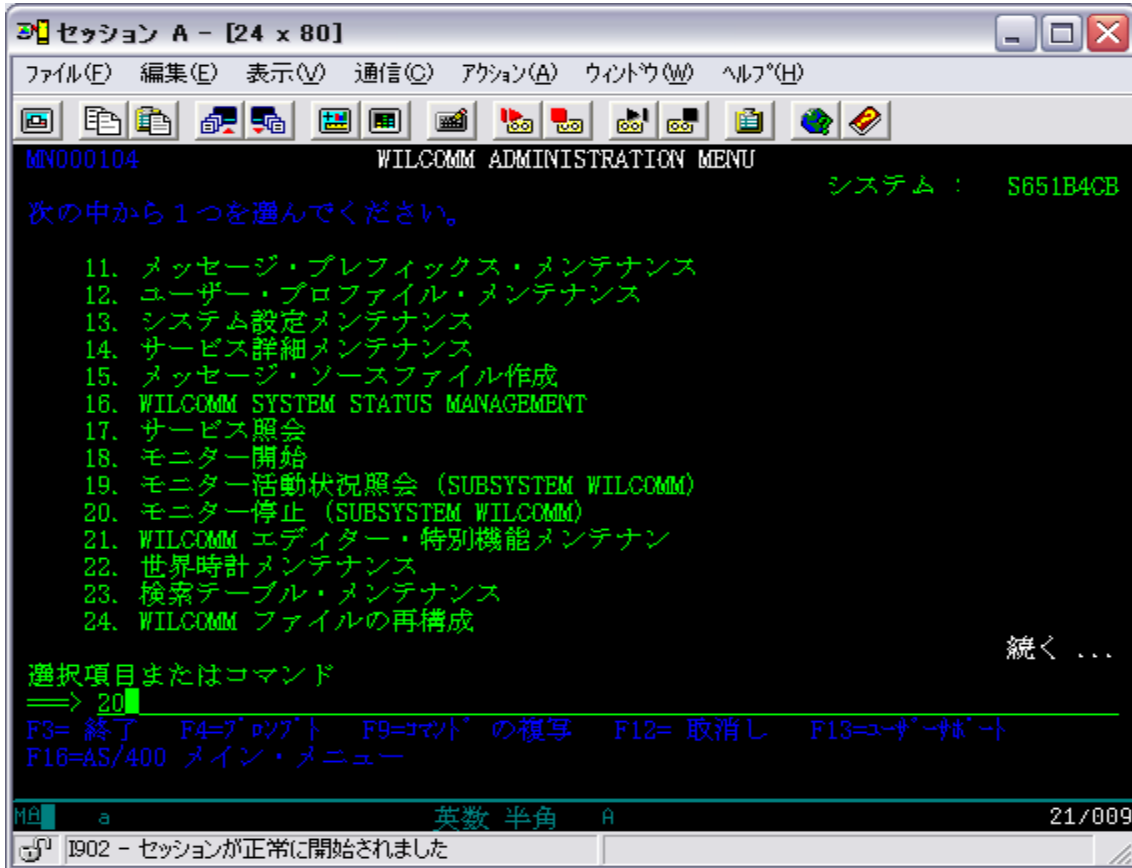 セッション A - [24 x 80]
ファイル(F) 編集(E) 表示(V) 通信(C) アクション(A) ウィンドウ(W) ヘルプ(H)
MN000104 WILCOMM ADMINISTRATION MENU
システム : S651B4CB
次の中から1つを選んでください。
11. メッセージ・プレフィックス・メンテナンス
12. ユーザー・プロファイル・メンテナンス
13. システム設定メンテナンス
14. サービス詳細メンテナンス
15. メッセージ・ソースファイル作成
16. WILCOMM SYSTEM STATUS MANAGEMENT
17. サービス照会
18. モニター開始
19. モニター活動状況照会 (SUBSYSTEM WILCOMM)
20. モニター停止 (SUBSYSTEM WILCOMM)
21. WILCOMM エディター・特別機能メンテナン
22. 世界時計メンテナンス
23. 検索テーブル・メンテナンス
24. WILCOMM ファイルの再構成
続く ...
選択項目またはコマンド
===> 20
F3= 終了 F4=プロンプト F9=コマンド の複写 F12= 取消し F13=ユーザーサポート
F16=AS/400 メイン・メニュー
MA a 英数 半角 A 21/009
I902 - セッションが正常に開始されました